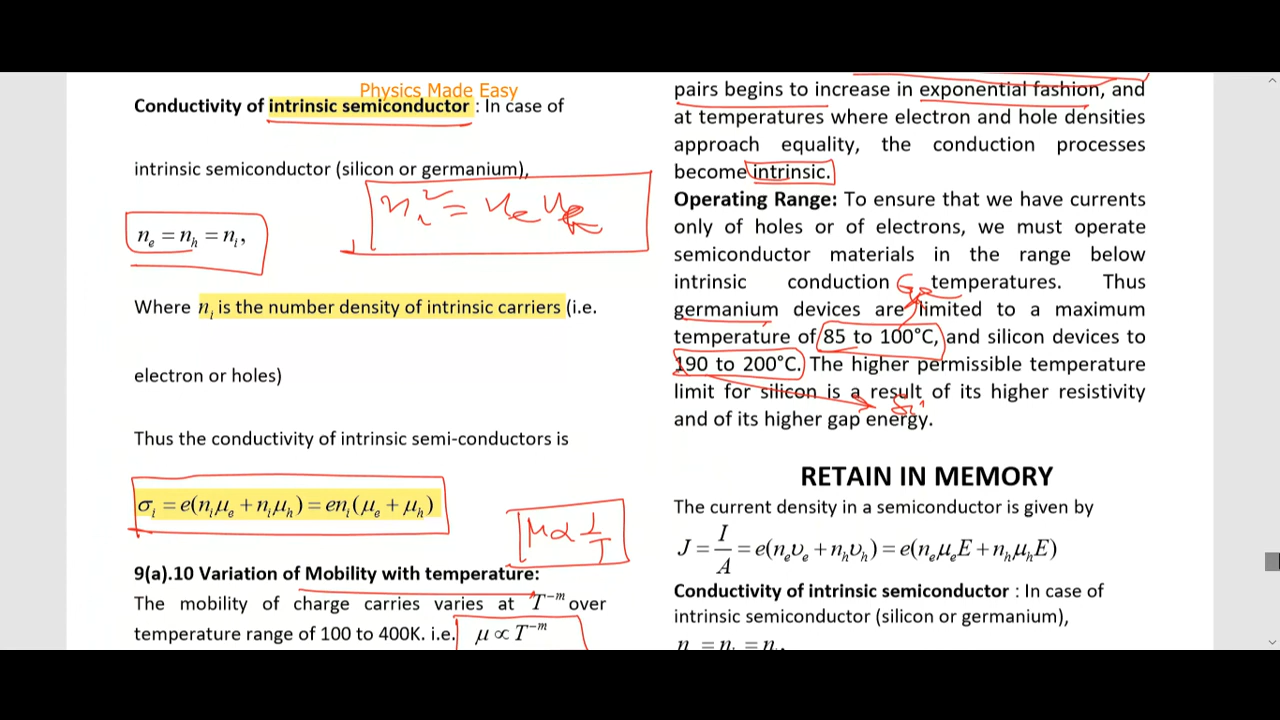 Physics Made Easy
Conductivity of intrinsic semiconductor : In case of
intrinsic semiconductor (silicon or germanium),
nᵢ² = nₑ nₕ
nₑ = nₕ = nᵢ,
Where nᵢ is the number density of intrinsic carriers (i.e.
electron or holes)
Thus the conductivity of intrinsic semi-conductors is
σᵢ = e(nᵢμₑ + nᵢμₕ) = enᵢ(μₑ + μₕ)
μ ∝ 1/T
9(a).10 Variation of Mobility with temperature:
The mobility of charge carries varies at T⁻ᵐ over
temperature range of 100 to 400K. i.e. μ ∝ T⁻ᵐ
pairs begins to increase in exponential fashion, and
at temperatures where electron and hole densities
approach equality, the conduction processes
become intrinsic.
Operating Range: To ensure that we have currents
only of holes or of electrons, we must operate
semiconductor materials in the range below
intrinsic conduction temperatures. Thus
Ge
germanium devices are limited to a maximum
temperature of 85 to 100°C, and silicon devices to
190 to 200°C. The higher permissible temperature
limit for silicon is a result of its higher resistivity
Si
and of its higher gap energy.
RETAIN IN MEMORY
The current density in a semiconductor is given by
J = I/A = e(nₑυₑ + nₕυₕ) = e(nₑμₑE + nₕμₕE)
Conductivity of intrinsic semiconductor : In case of
intrinsic semiconductor (silicon or germanium),